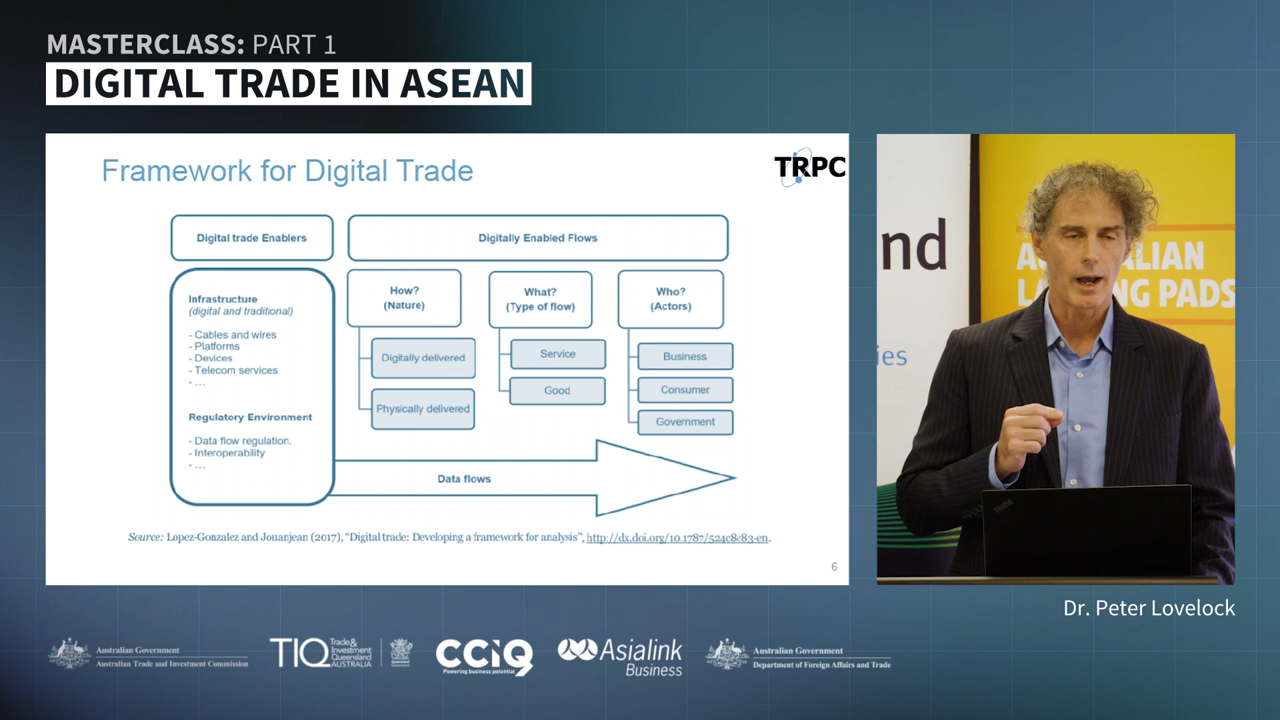 MASTERCLASS: PART 1
DIGITAL TRADE IN ASEAN
Framework for Digital Trade
TRPC
Digital trade Enablers
Digitally Enabled Flows
Infrastructure
(digital and traditional)
- Cables and wires
- Platforms
- Devices
- Telecom services
- ...
Regulatory Environment
- Data flow regulation.
- Interoperability
- ...
How?
(Nature)
Digitally delivered
Physically delivered
What?
(Type of flow)
Service
Good
Who?
(Actors)
Business
Consumer
Government
Data flows
Source: Lopez-Gonzalez and Jouanjean (2017), "Digital trade: Developing a framework for analysis", http://dx.doi.org/10.1787/524c8c83-en.
6
nd
ies
LIAN
PADS
Dr. Peter Lovelock
Australian Government
Australian Trade and Investment Commission
TIQ
Trade&
Investment
Queensland
AUSTRALIA
CCIQ
Powering business potential
Asialink
Business
Australian Government
Department of Foreign Affairs and Trade